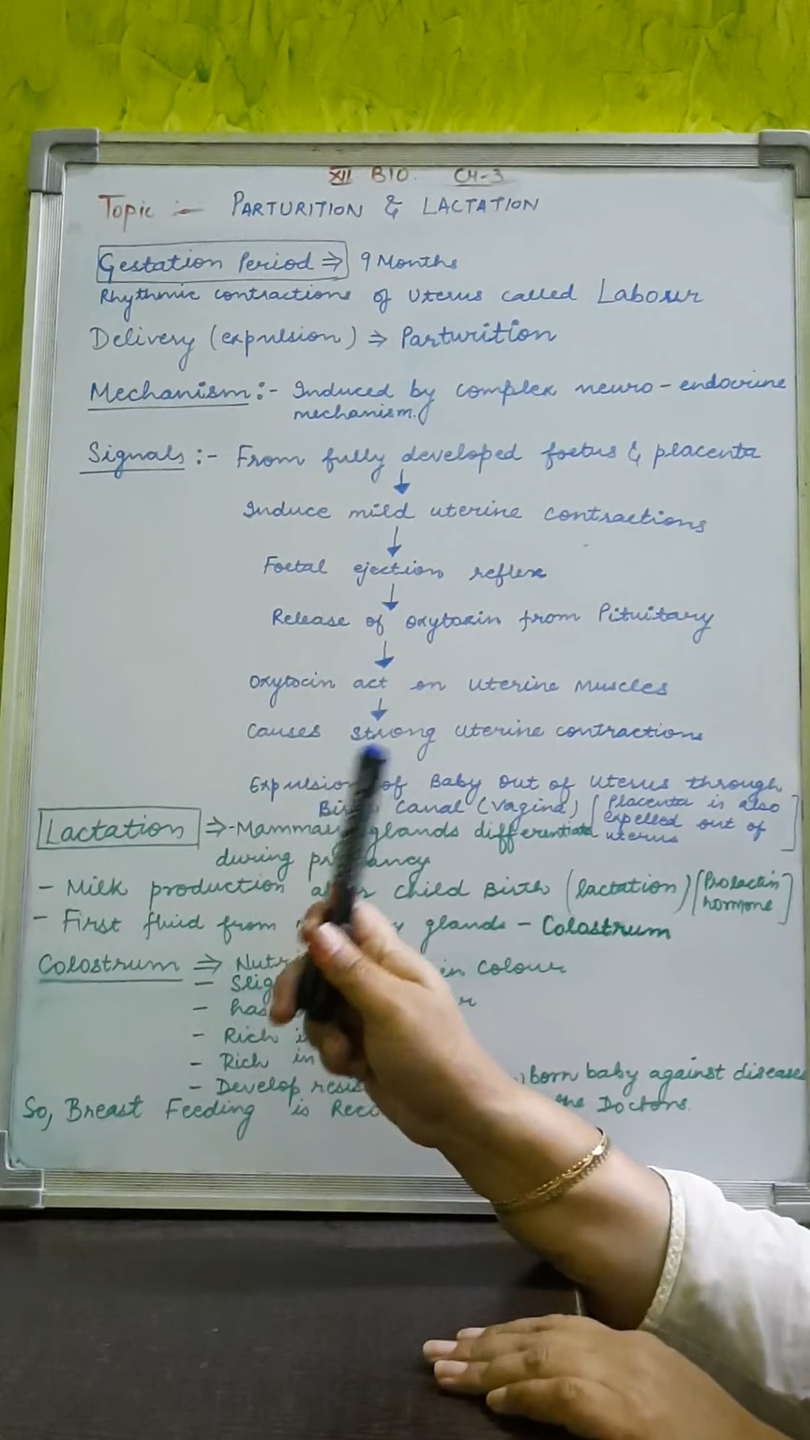 XII BIO. CH-3
Topic :- PARTURITION & LACTATION
Gestation Period ⇒ 9 Months
Rhythmic contractions of Uterus called Labour
Delivery (expulsion) ⇒ Parturition
Mechanism :- Induced by complex neuro-endocrine
mechanism.
Signals :- From fully developed foetus & placenta
↓
Induce mild uterine contractions
↓
Foetal ejection reflex
↓
Release of oxytoxin from Pituitary
↓
Oxytocin act on Uterine Muscles
↓
Causes strong uterine contractions
Expulsion of Baby out of Uterus through
Canal (vagina) [Placenta is also
expelled out of
uterus]
Lactation ⇒ - Mammary glands differentiate
during
- Milk production Child Birth (lactation) [Prolactin
hormone]
- First fluid from glands - Colostrum
Colostrum ⇒ in colour
-
- has
- Rich
- Rich in
- Develop born baby against diseases
So, Breast Feeding is the Doctors.